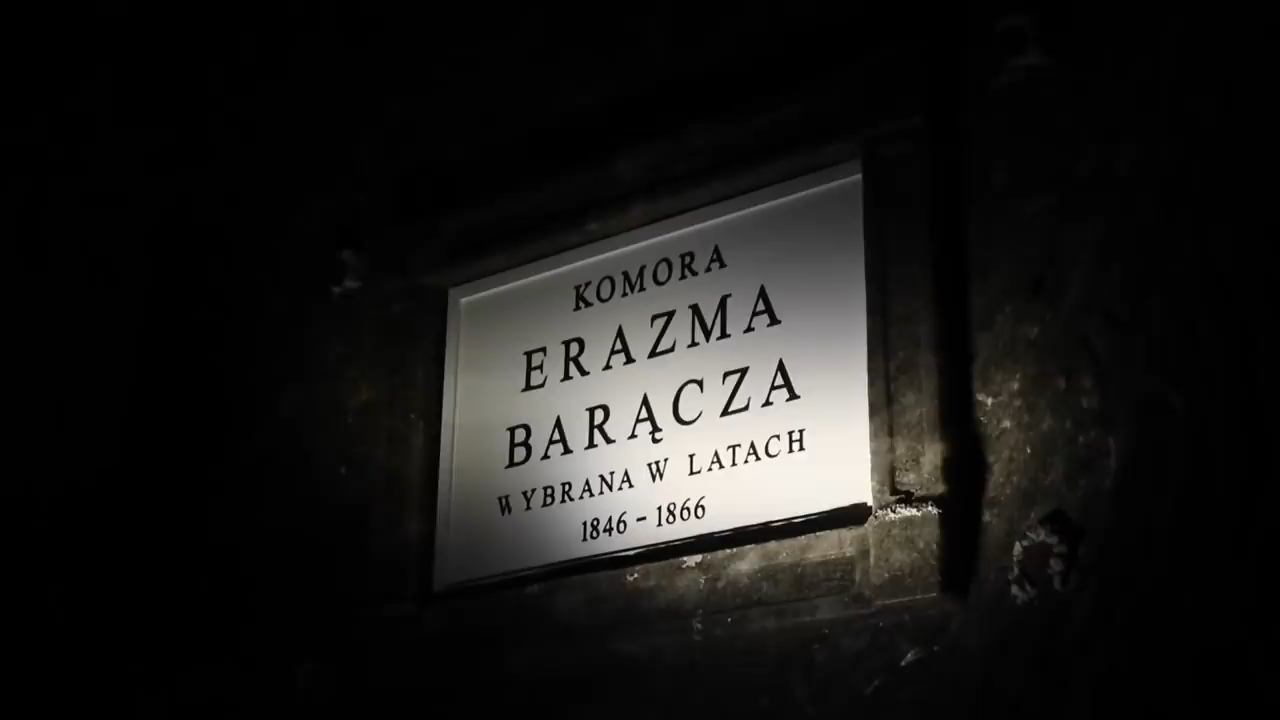 KOMORA
ERAZMA
BARĄCZA
WYBRANA W LATACH
1846 - 1866